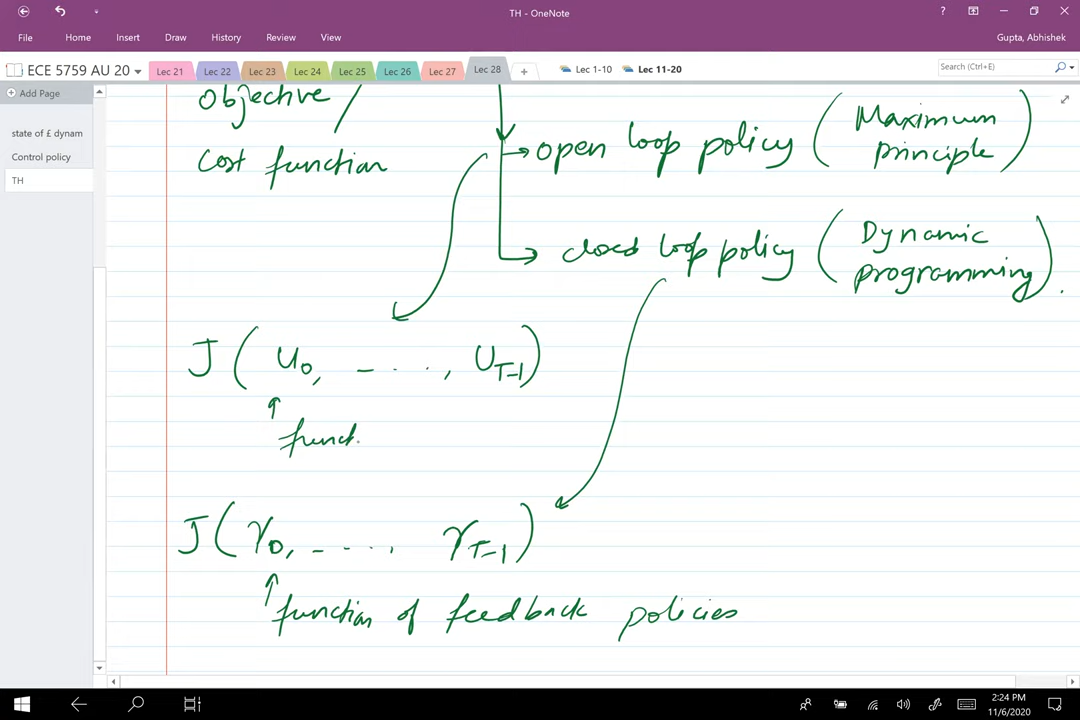 TH - OneNote
File Home Insert Draw History Review View
Gupta, Abhishek
ECE 5759 AU 20
Lec 21 Lec 22 Lec 23 Lec 24 Lec 25 Lec 26 Lec 27 Lec 28
Lec 1-10 Lec 11-20
Search (Ctrl+E)
Add Page
state of £ dynam
Control policy
TH
Objective /
Cost function
open loop policy (Maximum principle)
closed loop policy (Dynamic programming).
J ( U0, - ..., UT-1)
funct.
J ( γ0, - .... γT-1)
function of feedback policies
2:24 PM
11/6/2020